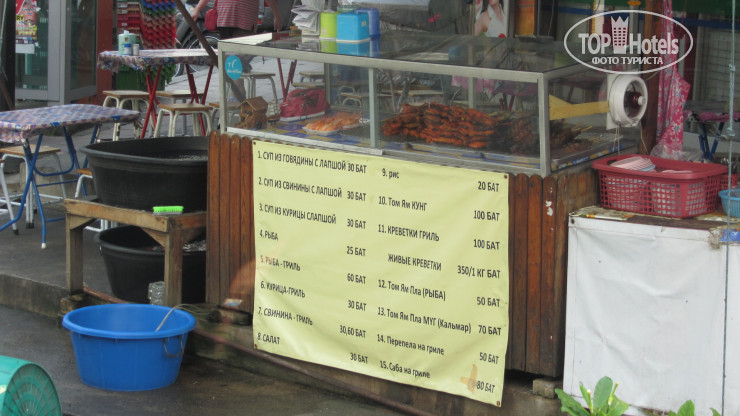 TOPHotels
ФОТО ТУРИСТА
1. СУП ИЗ ГОВЯДИНЫ С ЛАПШОЙ 30 БАТ
2. СУП ИЗ СВИНИНЫ С ЛАПШОЙ 30 БАТ
3. СУП ИЗ КУРИЦЫ СЛАПШОЙ 30 БАТ
4. РЫБА 25 БАТ
5. РЫБА - ГРИЛЬ 60 БАТ
6. КУРИЦА-ГРИЛЬ 30 БАТ
7. СВИНИНА - ГРИЛЬ 30,60 БАТ
8. САЛАТ 30 БАТ
9. рис 20 БАТ
10. Том Ям КУНГ 100 БАТ
11. КРЕВЕТКИ ГРИЛЬ 100 БАТ
ЖИВЫЕ КРЕВЕТКИ 350/1 КГ БАТ
12. Том Ям Пла (РЫБА) 50 БАТ
13. Том Ям Пла МУГ (Кальмар) 70 БАТ
14. Перепела на гриле 50 БАТ
15. Саба на гриле 80 БАТ